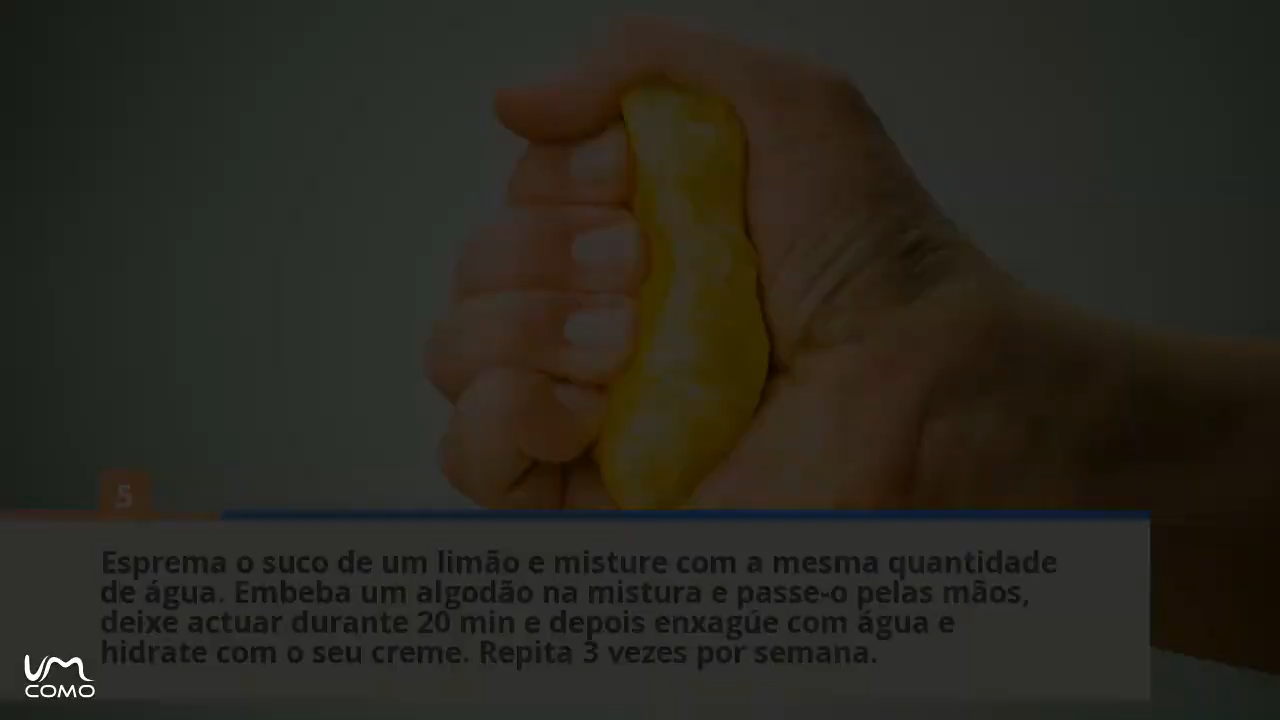 5
Esprema o suco de um limão e misture com a mesma quantidade
de água. Embeba um algodão na mistura e passe-o pelas mãos,
deixe actuar durante 20 min e depois enxagúe com água e
hidrate com o seu creme. Repita 3 vezes por semana.
UM
COMO